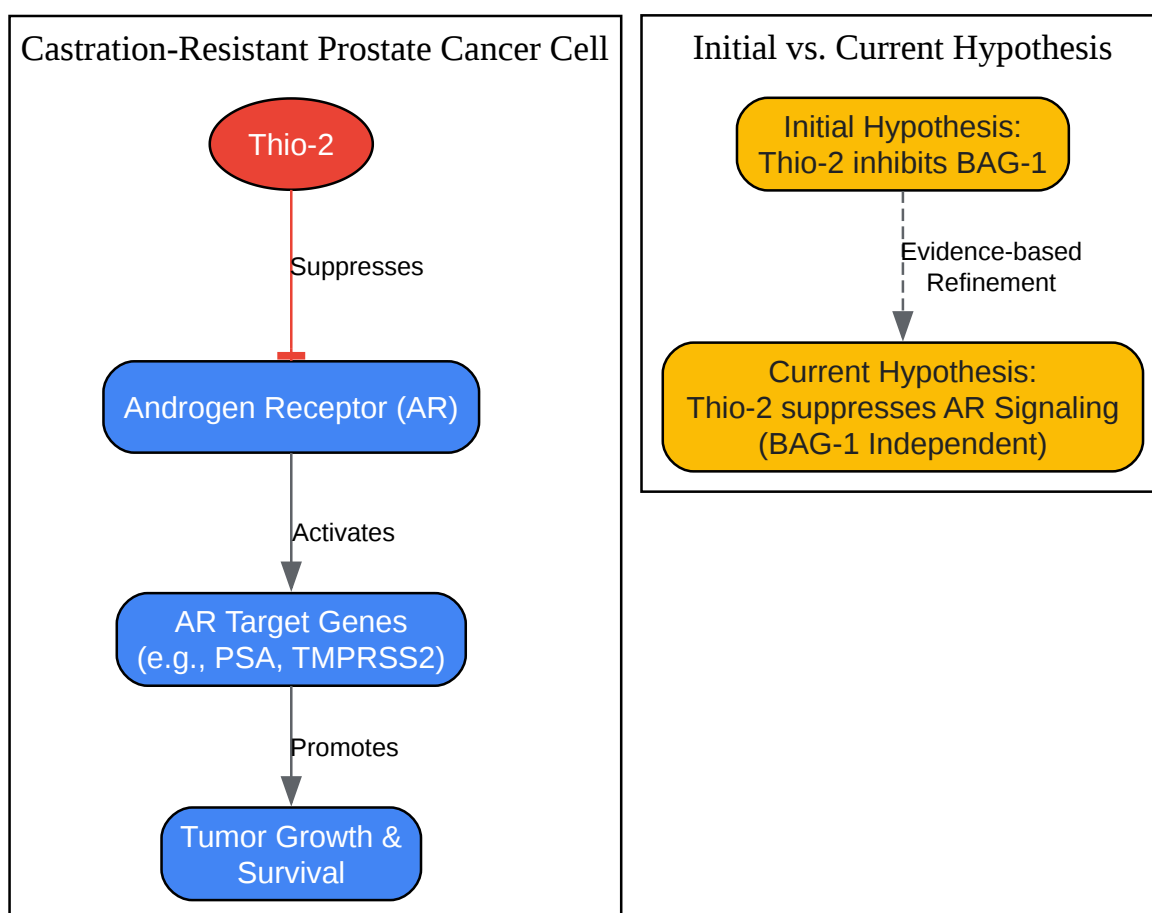 Castration-Resistant Prostate Cancer Cell
Thio-2
Suppresses
Androgen Receptor (AR)
Activates
AR Target Genes
(e.g., PSA, TMPRSS2)
Promotes
Tumor Growth &
Survival
Initial vs. Current Hypothesis
Initial Hypothesis:
Thio-2 inhibits BAG-1
Evidence-based
Refinement
Current Hypothesis:
Thio-2 suppresses AR Signaling
(BAG-1 Independent)